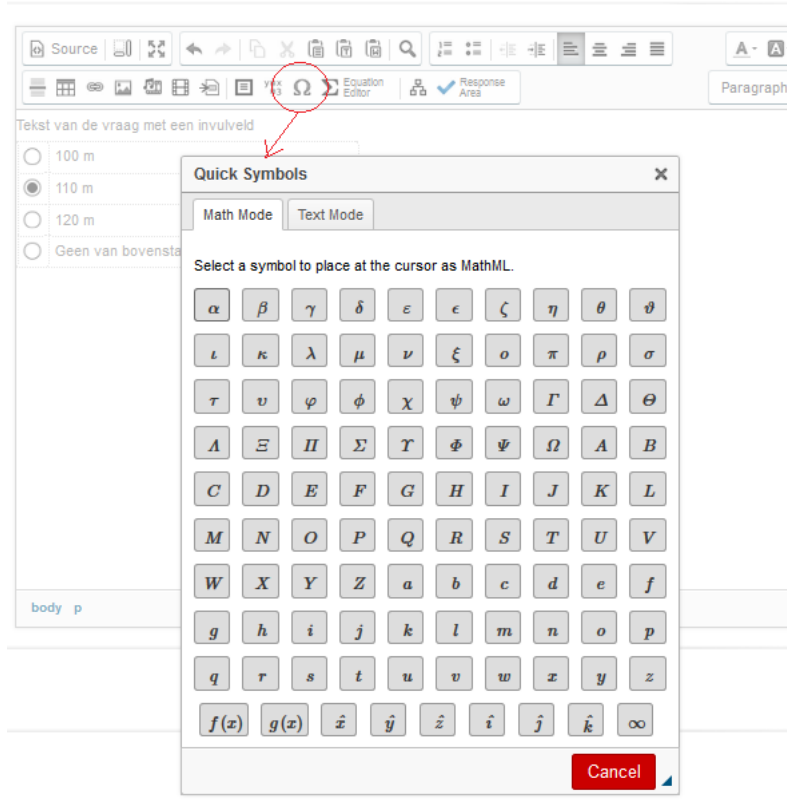 Source
Ω Σ Equation Editor Response Area Paragraph
Tekst van de vraag met een invulveld
100 m
110 m
120 m
Geen van bovensta
Quick Symbols
Math Mode Text Mode
Select a symbol to place at the cursor as MathML.
α β γ δ ε ϵ ζ η θ ϑ
ι κ λ μ ν ξ o π ρ σ
τ υ φ ϕ χ ψ ω Γ Δ Θ
Λ Ξ Π Σ Υ Φ Ψ Ω A B
C D E F G H I J K L
M N O P Q R S T U V
W X Y Z a b c d e f
g h i j k l m n o p
q r s t u v w x y z
f(x) g(x) x̂ ŷ ẑ î ĵ k̂ ∞
Cancel
body p